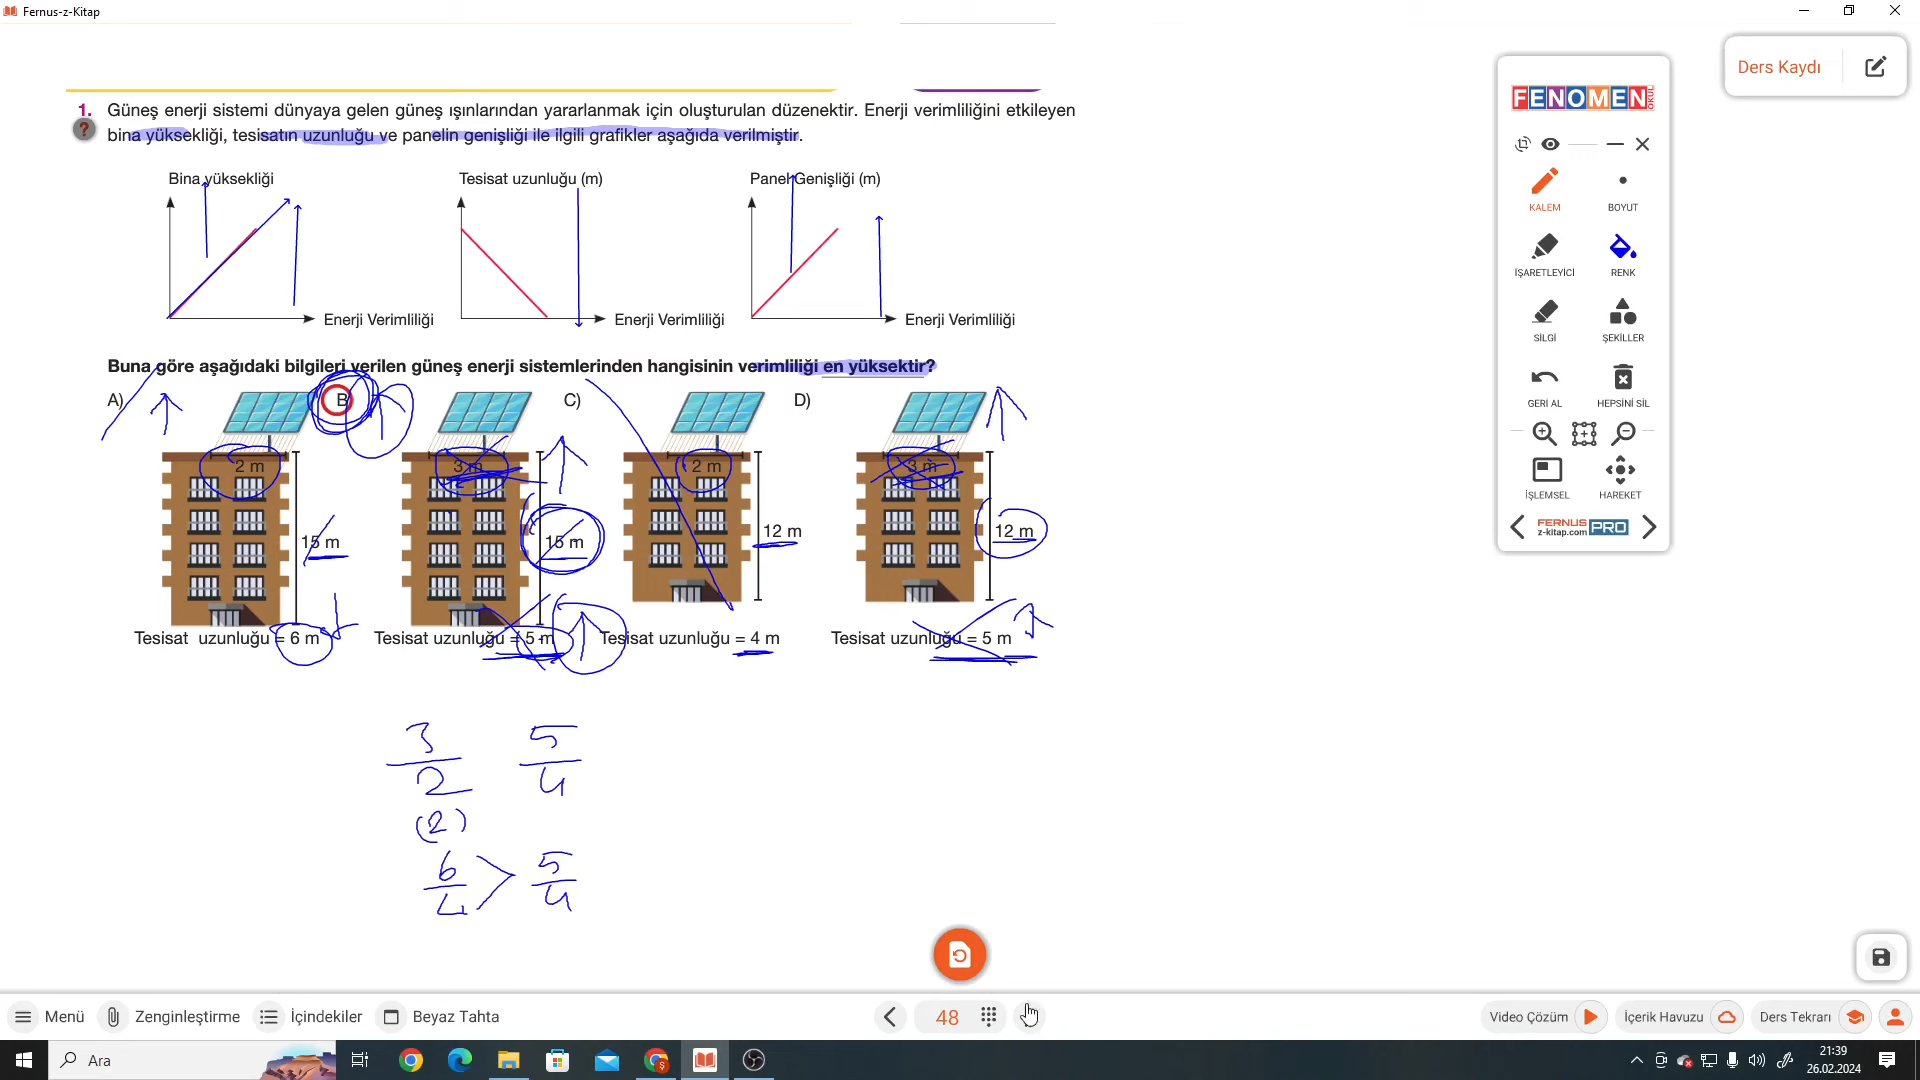 Fernus-z-Kitap
Ders Kaydı
1. Güneş enerji sistemi dünyaya gelen güneş ışınlarından yararlanmak için oluşturulan düzenektir. Enerji verimliliğini etkileyen
? bina yüksekliği, tesisatın uzunluğu ve panelin genişliği ile ilgili grafikler aşağıda verilmiştir.
Bina yüksekliği Tesisat uzunluğu (m) Panel Genişliği (m)
Enerji Verimliliği Enerji Verimliliği Enerji Verimliliği
Buna göre aşağıdaki bilgileri verilen güneş enerji sistemlerinden hangisinin verimliliği en yüksektir?
A) B C) D)
2 m 3 m 2 m 3 m
15 m 15 m 12 m 12 m
Tesisat uzunluğu = 6 m Tesisat uzunluğu = 5 m Tesisat uzunluğu = 4 m Tesisat uzunluğu = 5 m
3 5
2 4
(2)
6 > 5
4 4
FENOMEN OKUL
KALEM BOYUT
İŞARETLEYİCİ RENK
SİLGİ ŞEKİLLER
GERİ AL HEPSİNİ SİL
İŞLEMSEL HAREKET
FERNUS PRO
z-kitap.com
Menü Zenginleştirme İçindekiler Beyaz Tahta 48 Video Çözüm İçerik Havuzu Ders Tekrarı
Ara
21:39
26.02.2024